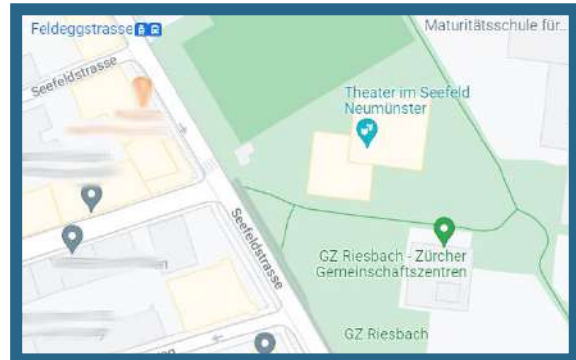 Feldeggstrasse
Maturitätsschule für...
Seefeldstrasse
Theater im Seefeld
Neumünster
Seefeldstrasse
GZ Riesbach - Zürcher
Gemeinschaftszentren
GZ Riesbach